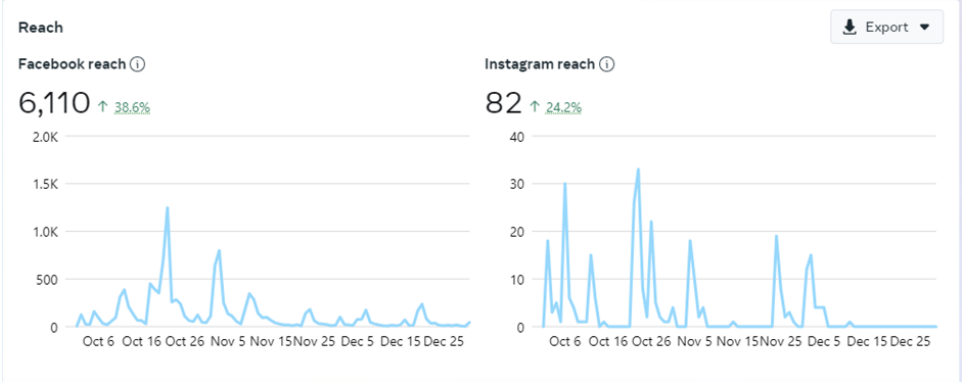 Reach
Export
Facebook reach
6,110 ↑ 38.6%
2.0K
1.5K
1.0K
500
0
Oct 6 Oct 16 Oct 26 Nov 5 Nov 15 Nov 25 Dec 5 Dec 15 Dec 25
Instagram reach
82 ↑ 24.2%
40
30
20
10
0
Oct 6 Oct 16 Oct 26 Nov 5 Nov 15 Nov 25 Dec 5 Dec 15 Dec 25